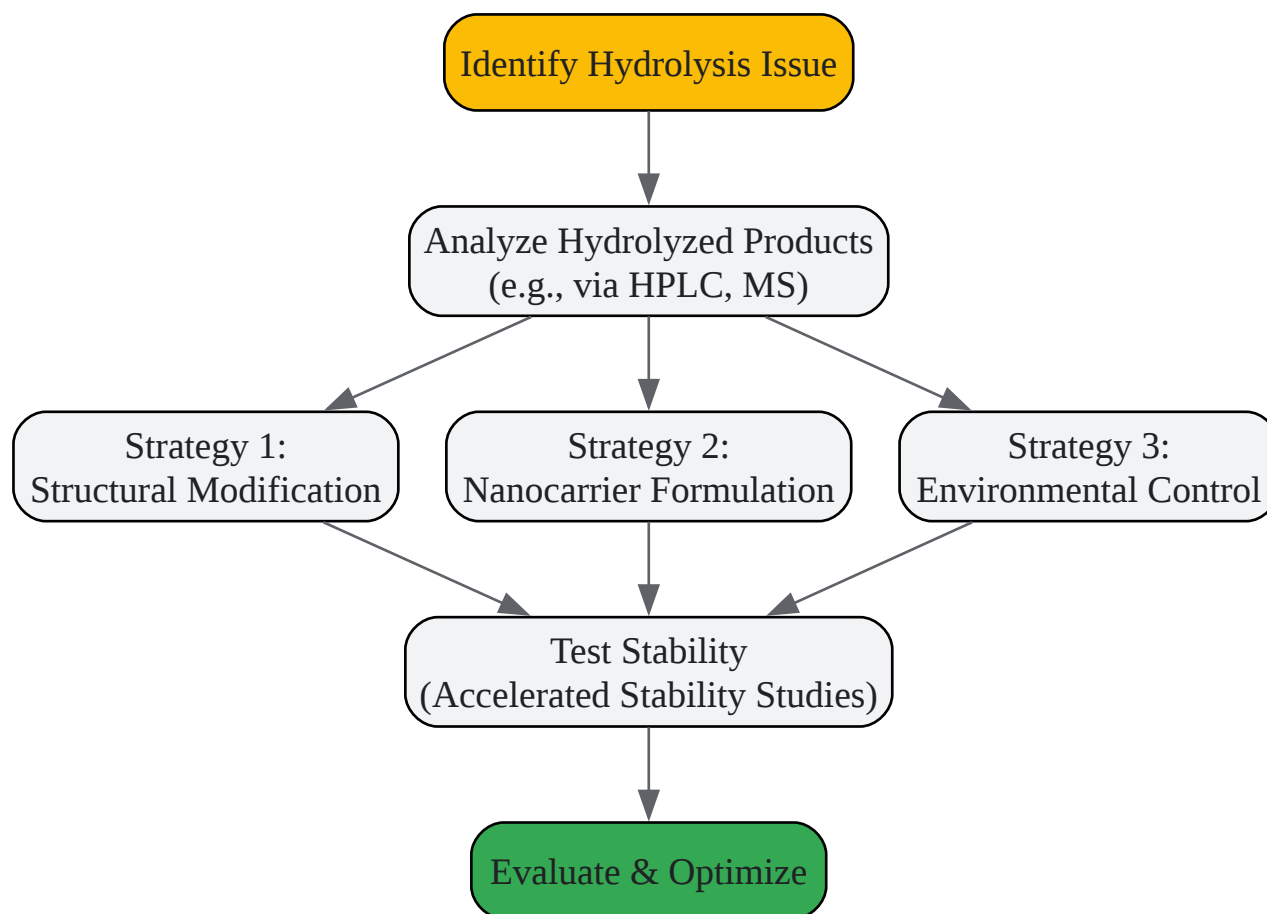 Identify Hydrolysis Issue
Analyze Hydrolyzed Products
(e.g., via HPLC, MS)
Strategy 1:
Structural Modification
Strategy 2:
Nanocarrier Formulation
Strategy 3:
Environmental Control
Test Stability
(Accelerated Stability Studies)
Evaluate & Optimize